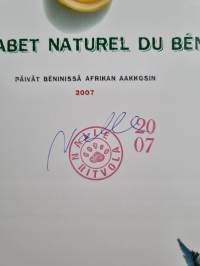 ABET NATUREL DU BÉN
PÄIVÄT BÉNINISSÄ AFRIKAN AAKKOSIN
2007
20
07